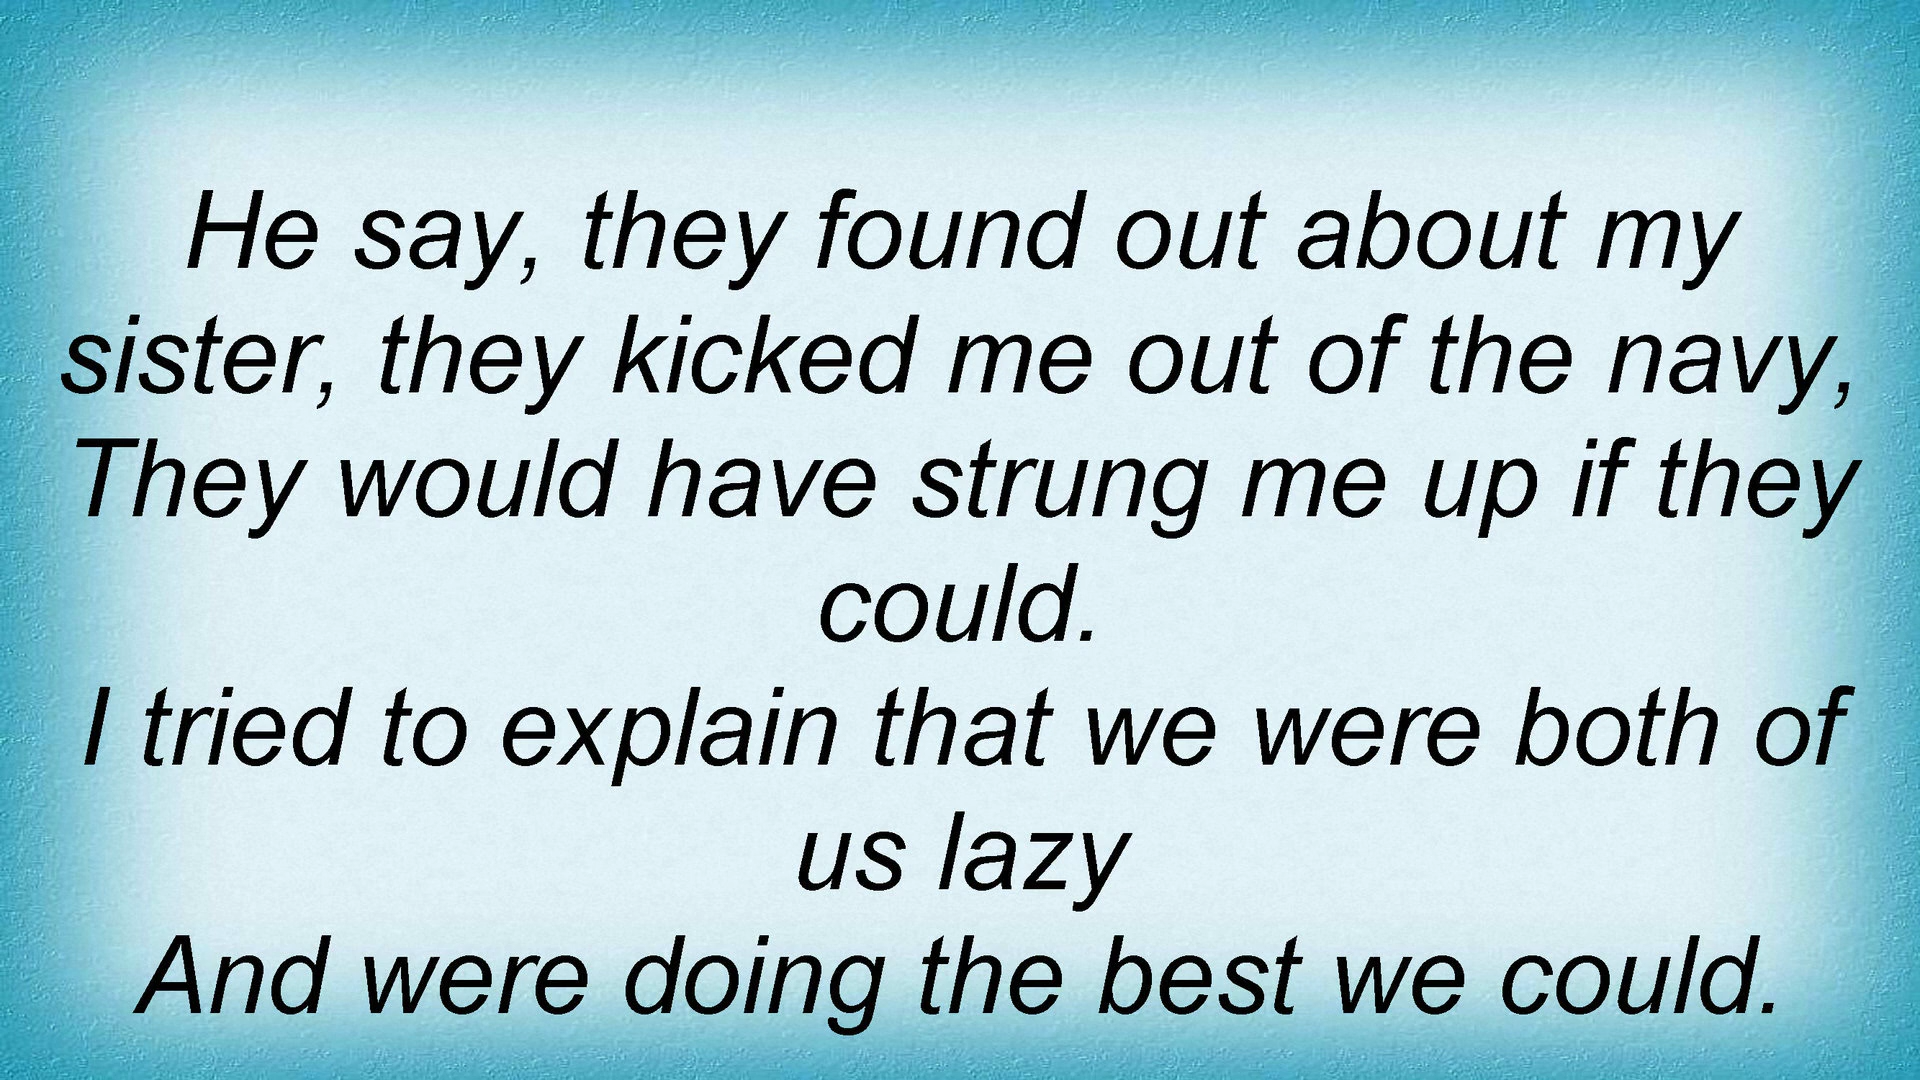 He say, they found out about my
sister, they kicked me out of the navy,
They would have strung me up if they
could.
I tried to explain that we were both of
us lazy
And were doing the best we could.